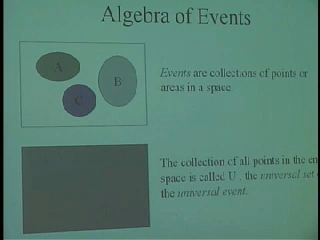 Algebra of Events
A
B
C
Events are collections of points or
areas in a space.
The collection of all points in the en
space is called U , the universal set
the universal event.